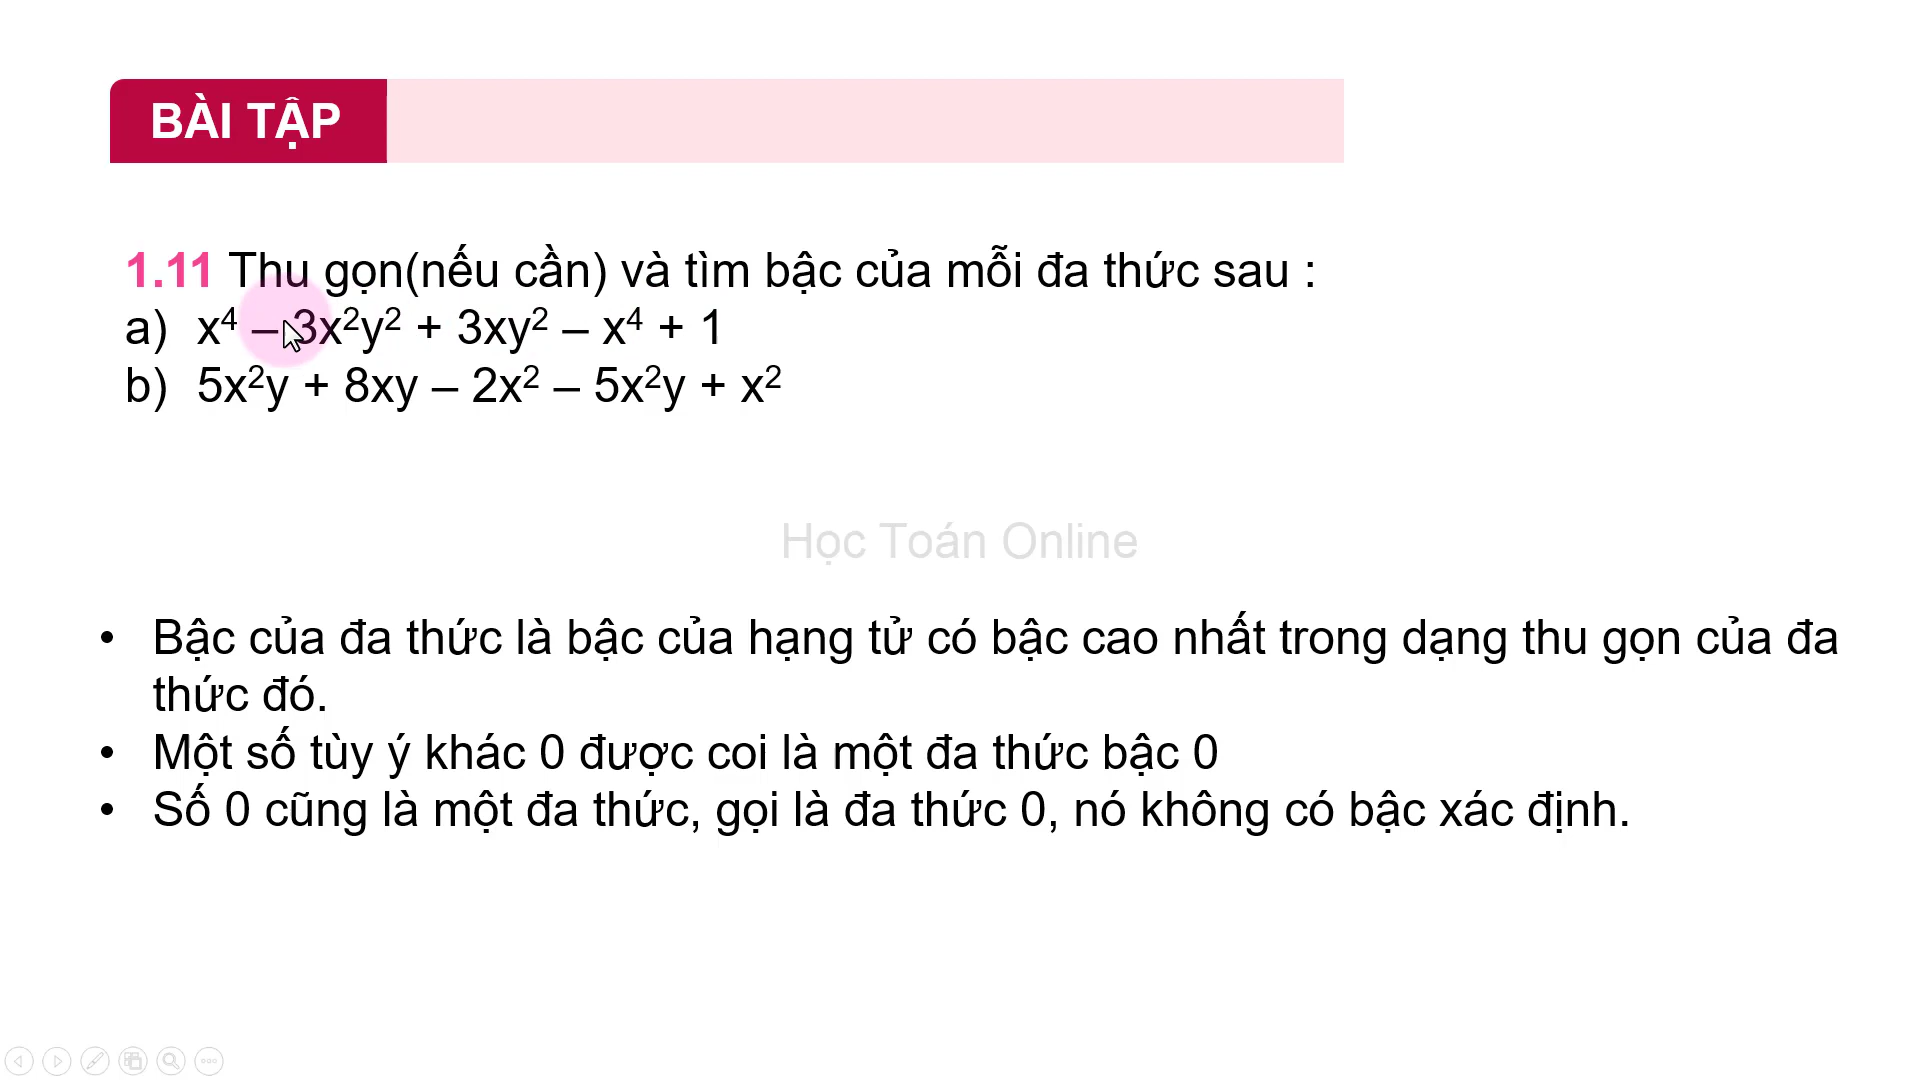 BÀI TẬP
1.11 Thu gọn(nếu cần) và tìm bậc của mỗi đa thức sau :
a) x⁴ – 3x²y² + 3xy² – x⁴ + 1
b) 5x²y + 8xy – 2x² – 5x²y + x²
Học Toán Online
• Bậc của đa thức là bậc của hạng tử có bậc cao nhất trong dạng thu gọn của đa
thức đó.
• Một số tùy ý khác 0 được coi là một đa thức bậc 0
• Số 0 cũng là một đa thức, gọi là đa thức 0, nó không có bậc xác định.